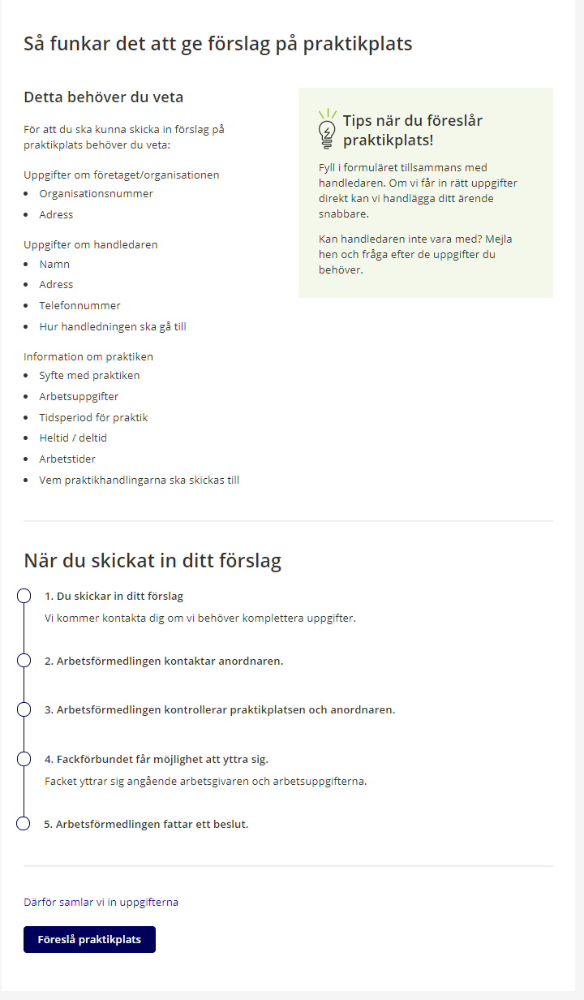 Så funkar det att ge förslag på praktikplats
Detta behöver du veta
För att du ska kunna skicka in förslag på
praktikplats behöver du veta:
Uppgifter om företaget/organisationen
Organisationsnummer
Adress
Uppgifter om handledaren
Namn
Adress
Telefonnummer
Hur handledningen ska gå till
Information om praktiken
Syfte med praktiken
Arbetsuppgifter
Tidsperiod för praktik
Heltid / deltid
Arbetstider
Vem praktikhandlingarna ska skickas till
Tips när du föreslår
praktikplats!
Fyll i formuläret tillsammans med
handledaren. Om vi får in rätt uppgifter
direkt kan vi handlägga ditt ärende
snabbare.
Kan handledaren inte vara med? Mejla
hen och fråga efter de uppgifter du
behöver.
När du skickat in ditt förslag
1. Du skickar in ditt förslag
Vi kommer kontakta dig om vi behöver komplettera uppgifter.
2. Arbetsförmedlingen kontaktar anordnaren.
3. Arbetsförmedlingen kontrollerar praktikplatsen och anordnaren.
4. Fackförbundet får möjlighet att yttra sig.
Facket yttrar sig angående arbetsgivaren och arbetsuppgifterna.
5. Arbetsförmedlingen fattar ett beslut.
Därför samlar vi in uppgifterna
Föreslå praktikplats